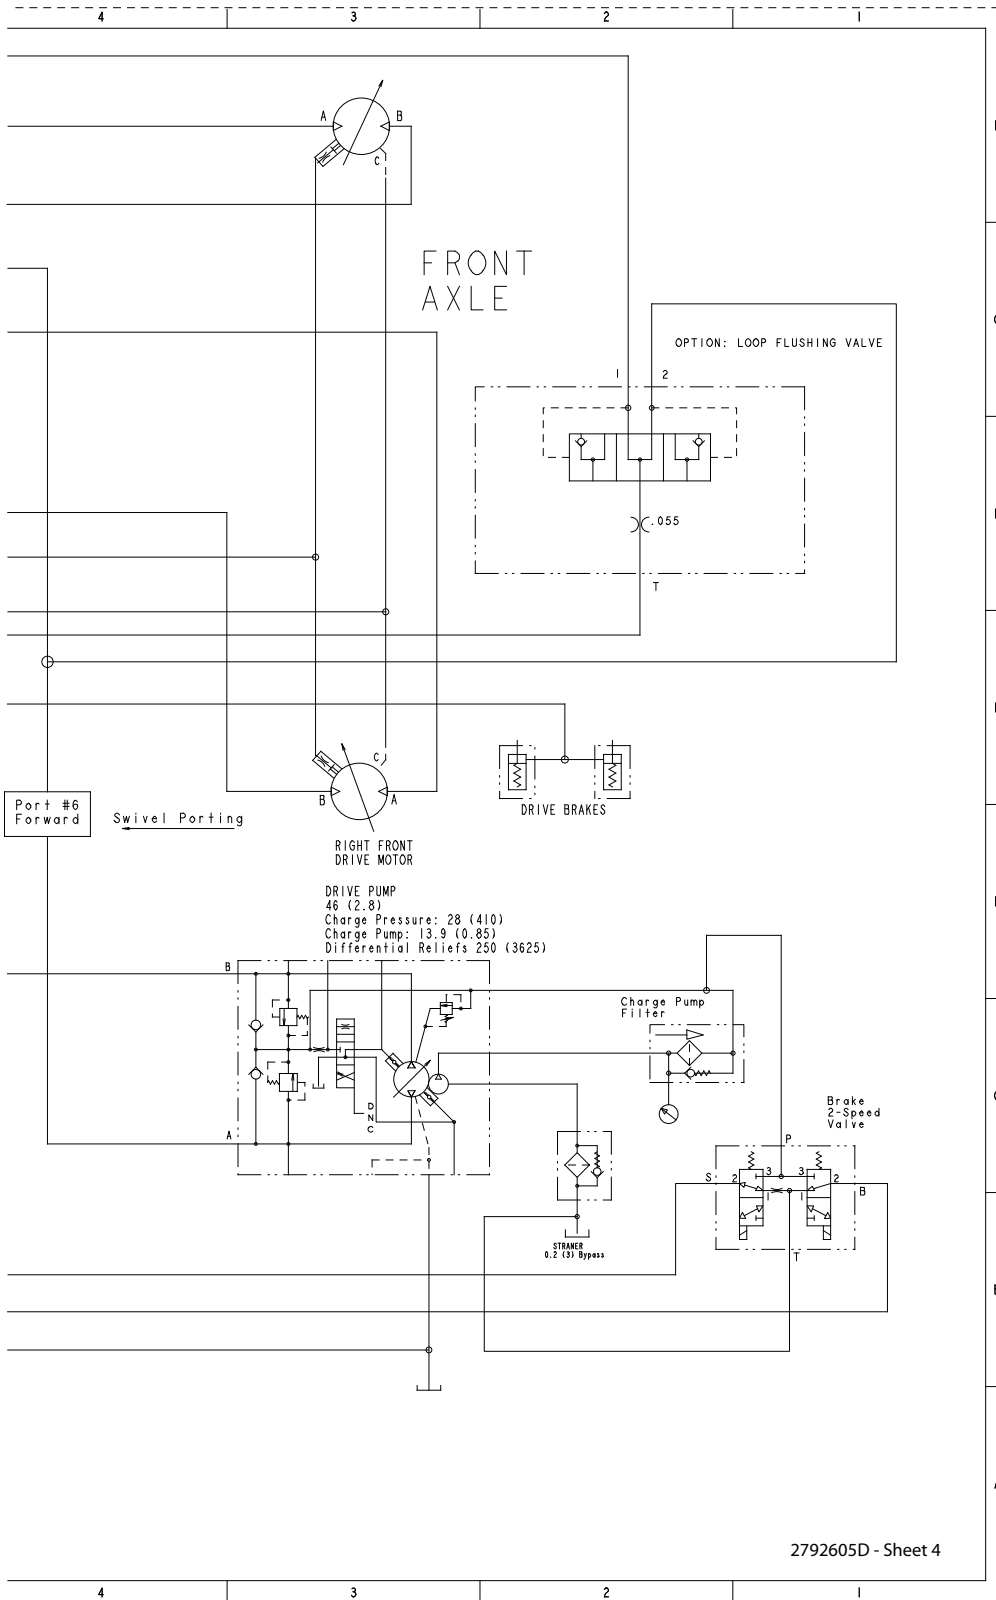 4 3 2 1
A B
C
FRONT
AXLE
OPTION: LOOP FLUSHING VALVE
1 2
.055
T
C
B A
DRIVE BRAKES
Port #6
Forward
Swivel Porting
RIGHT FRONT
DRIVE MOTOR
DRIVE PUMP
46 (2.8)
Charge Pressure: 28 (410)
Charge Pump: 13.9 (0.85)
Differential Reliefs 250 (3625)
B
Charge Pump
Filter
D
N
C
A
Brake
2-Speed
Valve
P
S 2 3 3 2 B
1 1
T
STRANER
0.2 (3) Bypass
2792605D - Sheet 4
4 3 2 1